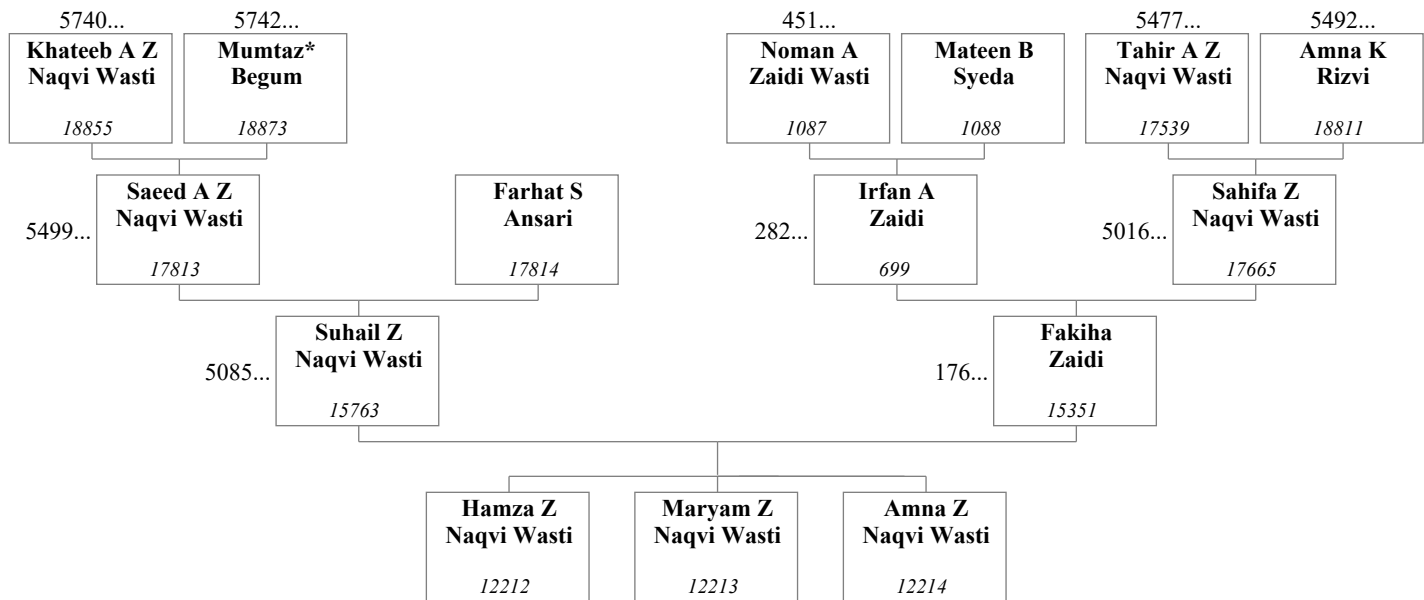 5740...
5742...
451...
5477...
5492...
Khateeb A Z
Naqvi Wasti
18855
Mumtaz*
Begum
18873
Noman A
Zaidi Wasti
1087
Mateen B
Syeda
1088
Tahir A Z
Naqvi Wasti
17539
Amna K
Rizvi
18811
5499...
Saeed A Z
Naqvi Wasti
17813
Farhat S
Ansari
17814
282...
Irfan A
Zaidi
699
5016...
Sahifa Z
Naqvi Wasti
17665
5085...
Suhail Z
Naqvi Wasti
15763
176...
Fakiha
Zaidi
15351
Hamza Z
Naqvi Wasti
12212
Maryam Z
Naqvi Wasti
12213
Amna Z
Naqvi Wasti
12214